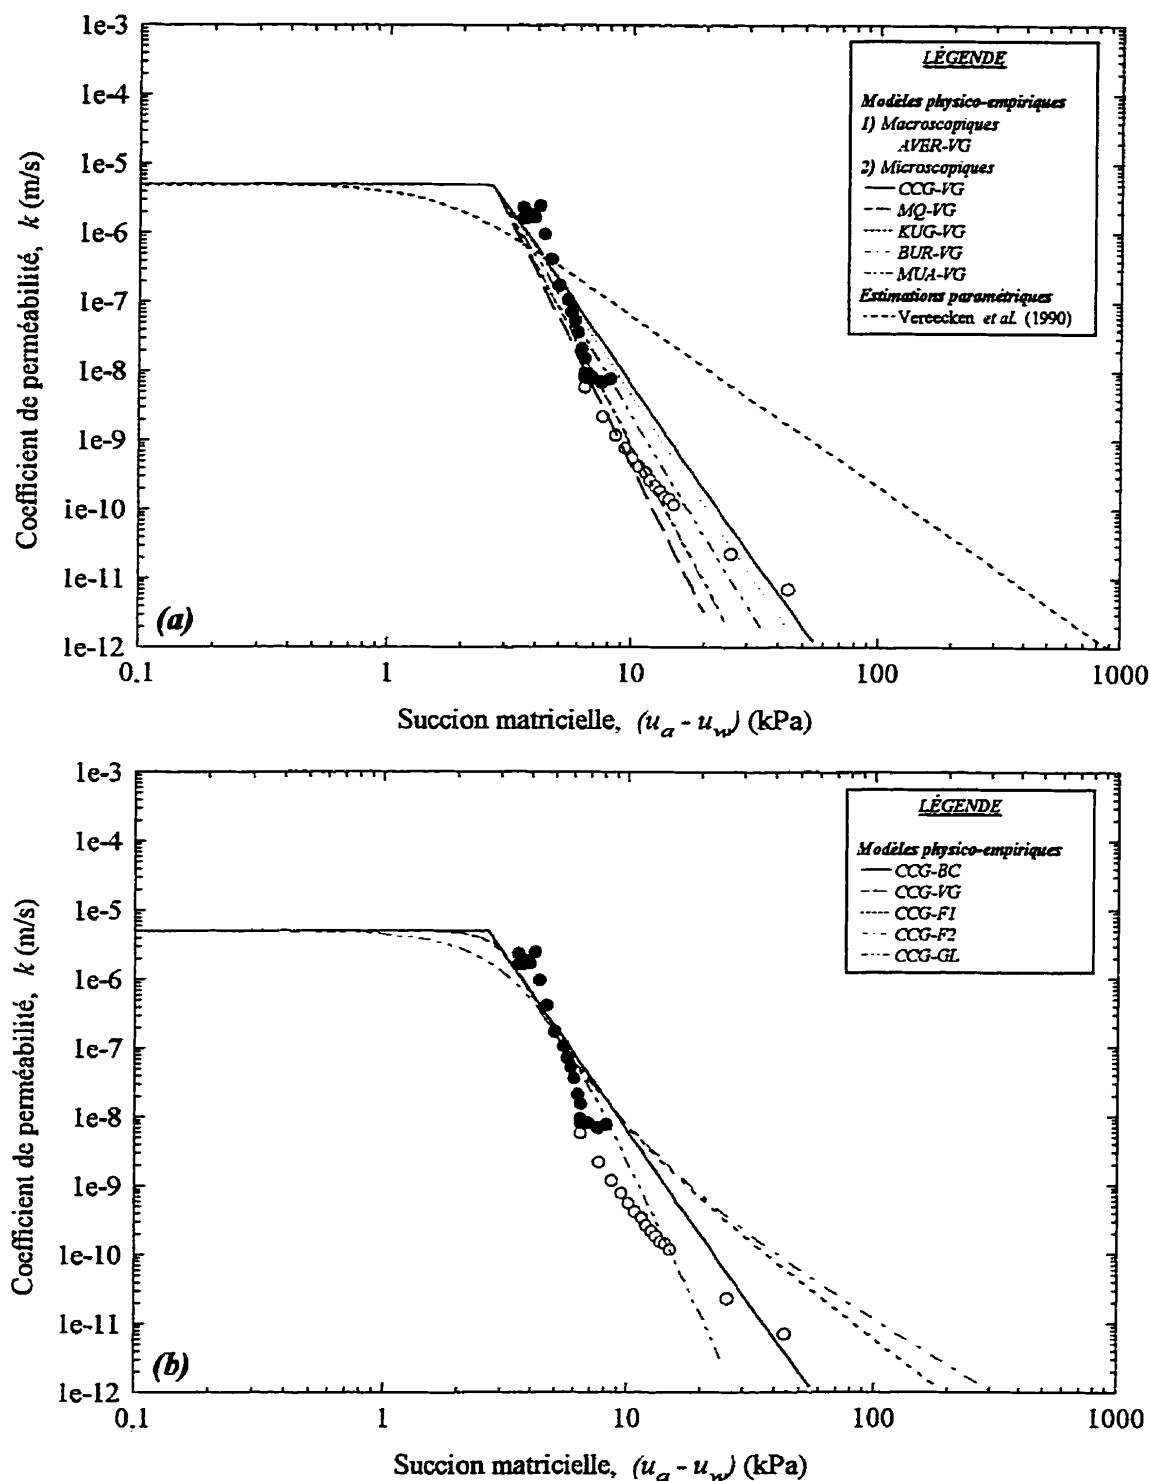 1e-3
1e-4
1e-5
1e-6
1e-7
1e-8
1e-9
1e-10
1e-11
1e-12
Coefficient de perméabilité, k (m/s)
(a)
0.1 1 10 100 1000
Succion matricielle, (u_a - u_w) (kPa)
LÉGENDE
Modèles physico-empiriques
1) Macroscopiques
AVER-VG
2) Microscopiques
CCG-VG
MQ-VG
KUG-VG
BUR-VG
MUA-VG
Estimations paramétriques
Vereecken et al. (1990)
1e-3
1e-4
1e-5
1e-6
1e-7
1e-8
1e-9
1e-10
1e-11
1e-12
Coefficient de perméabilité, k (m/s)
(b)
0.1 1 10 100 1000
Succion matricielle, (u_a - u_w) (kPa)
LÉGENDE
Modèles physico-empiriques
CCG-BC
CCG-VG
CCG-F1
CCG-F2
CCG-GL